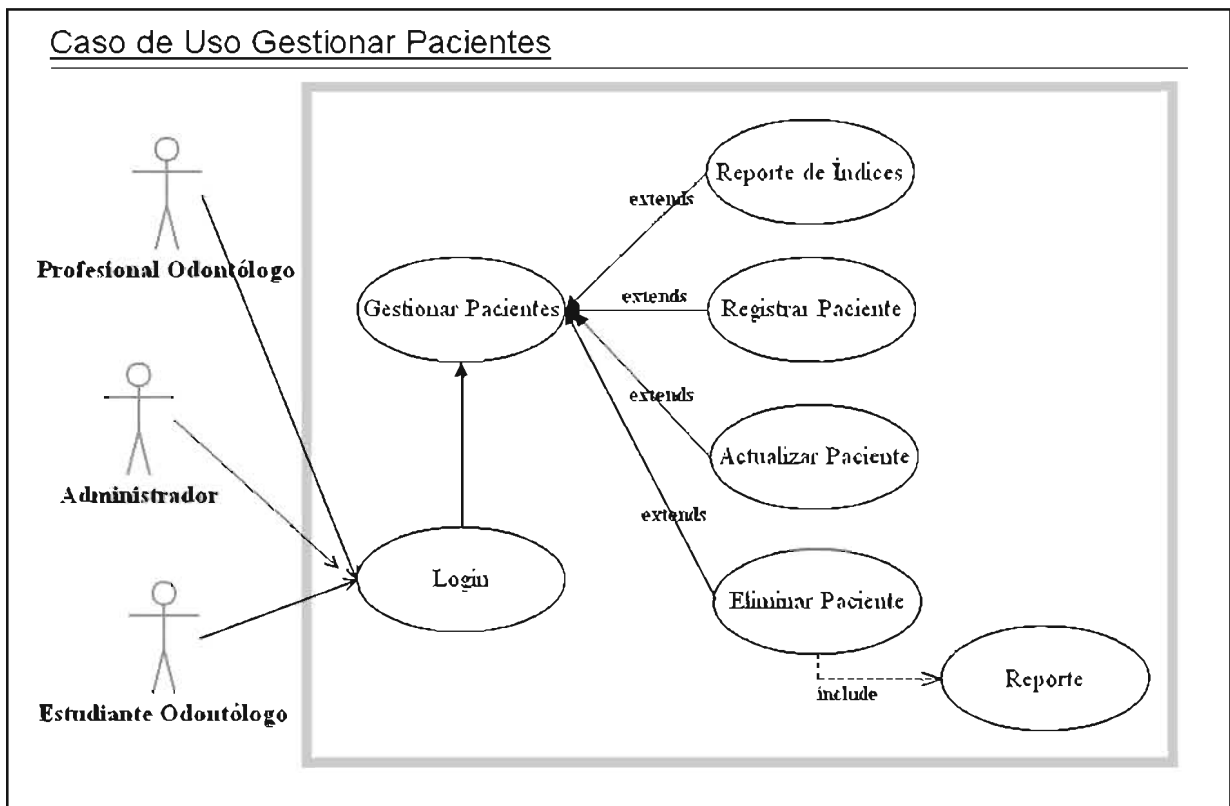 Caso de Uso Gestionar Pacientes
Reporte de Índices
extends
Profesional Odontólogo
Gestionar Pacientes
extends
Registrar Paciente
extends
Actualizar Paciente
Administrador
extends
Login
Eliminar Paciente
Reporte
include
Estudiante Odontólogo